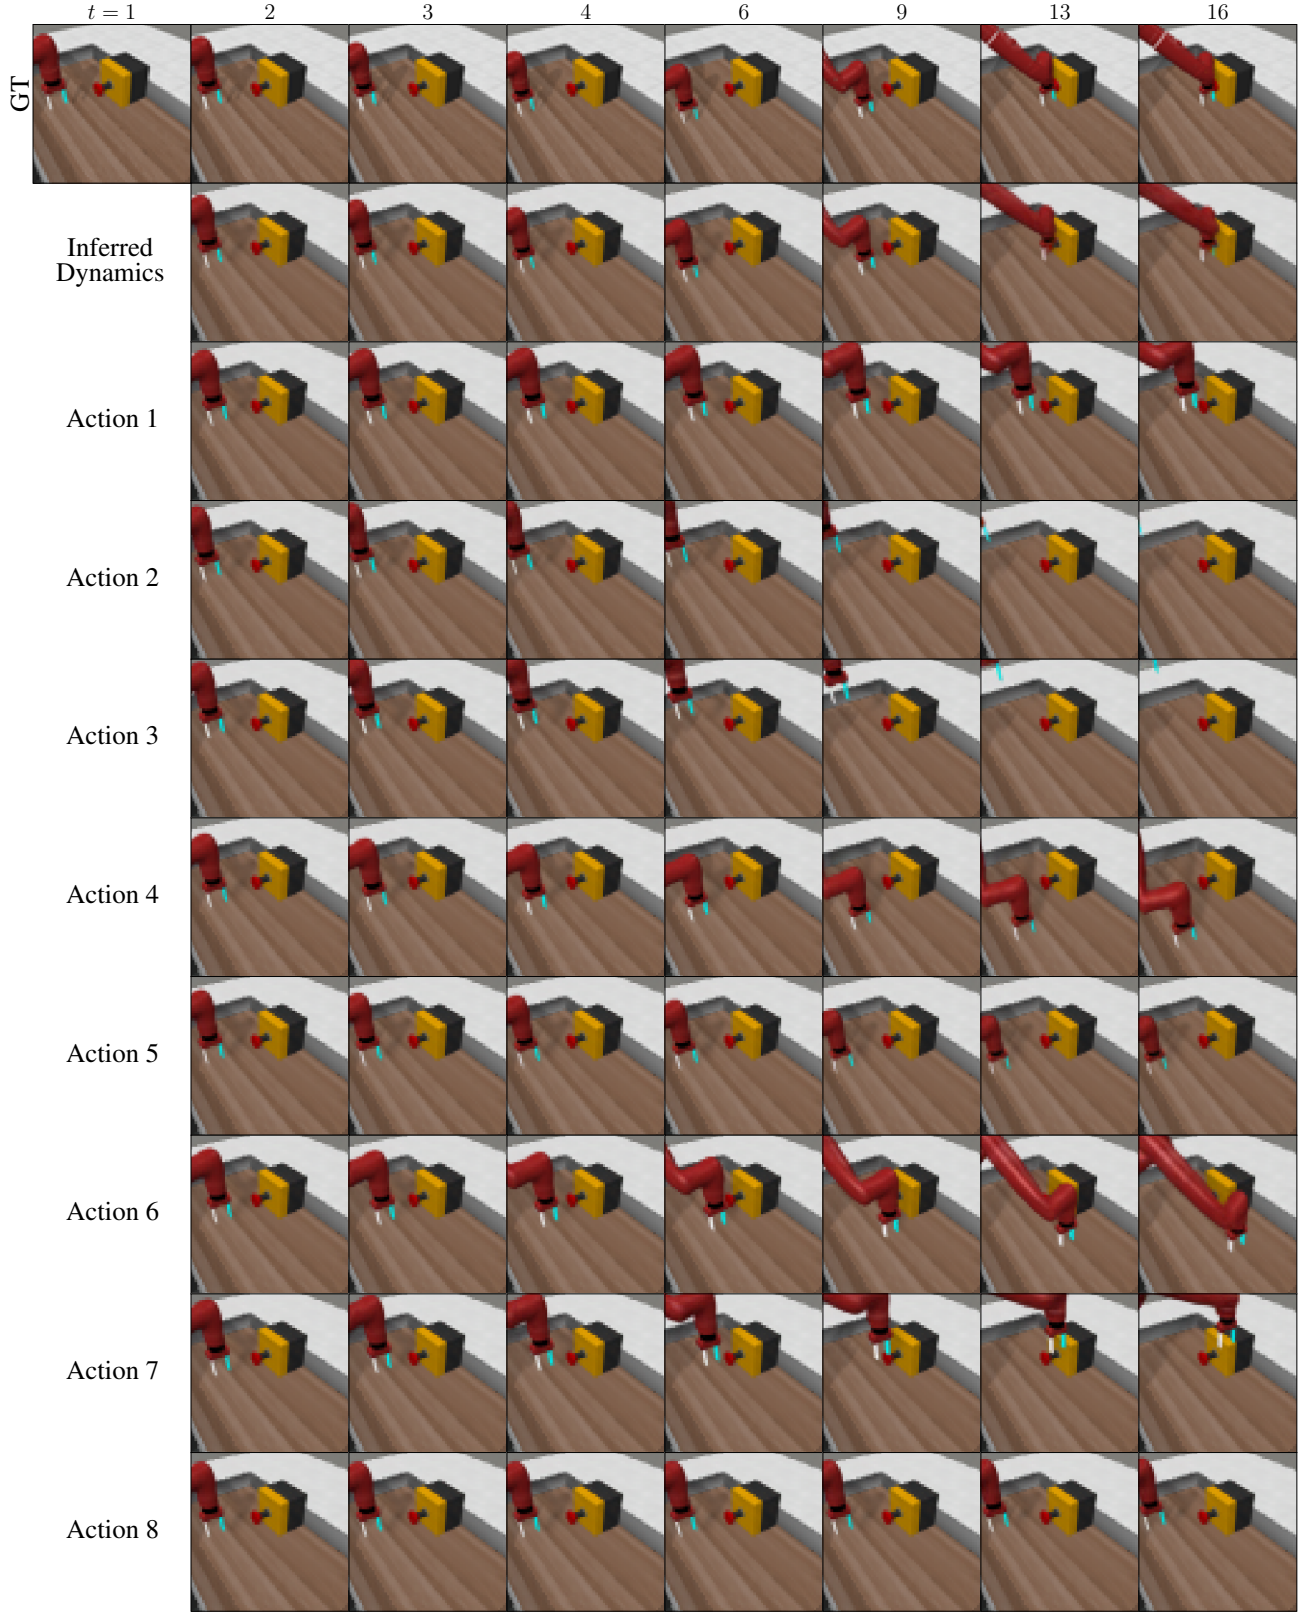 t = 1 2 3 4 6 9 13 16
GT
Inferred
Dynamics
Action 1
Action 2
Action 3
Action 4
Action 5
Action 6
Action 7
Action 8